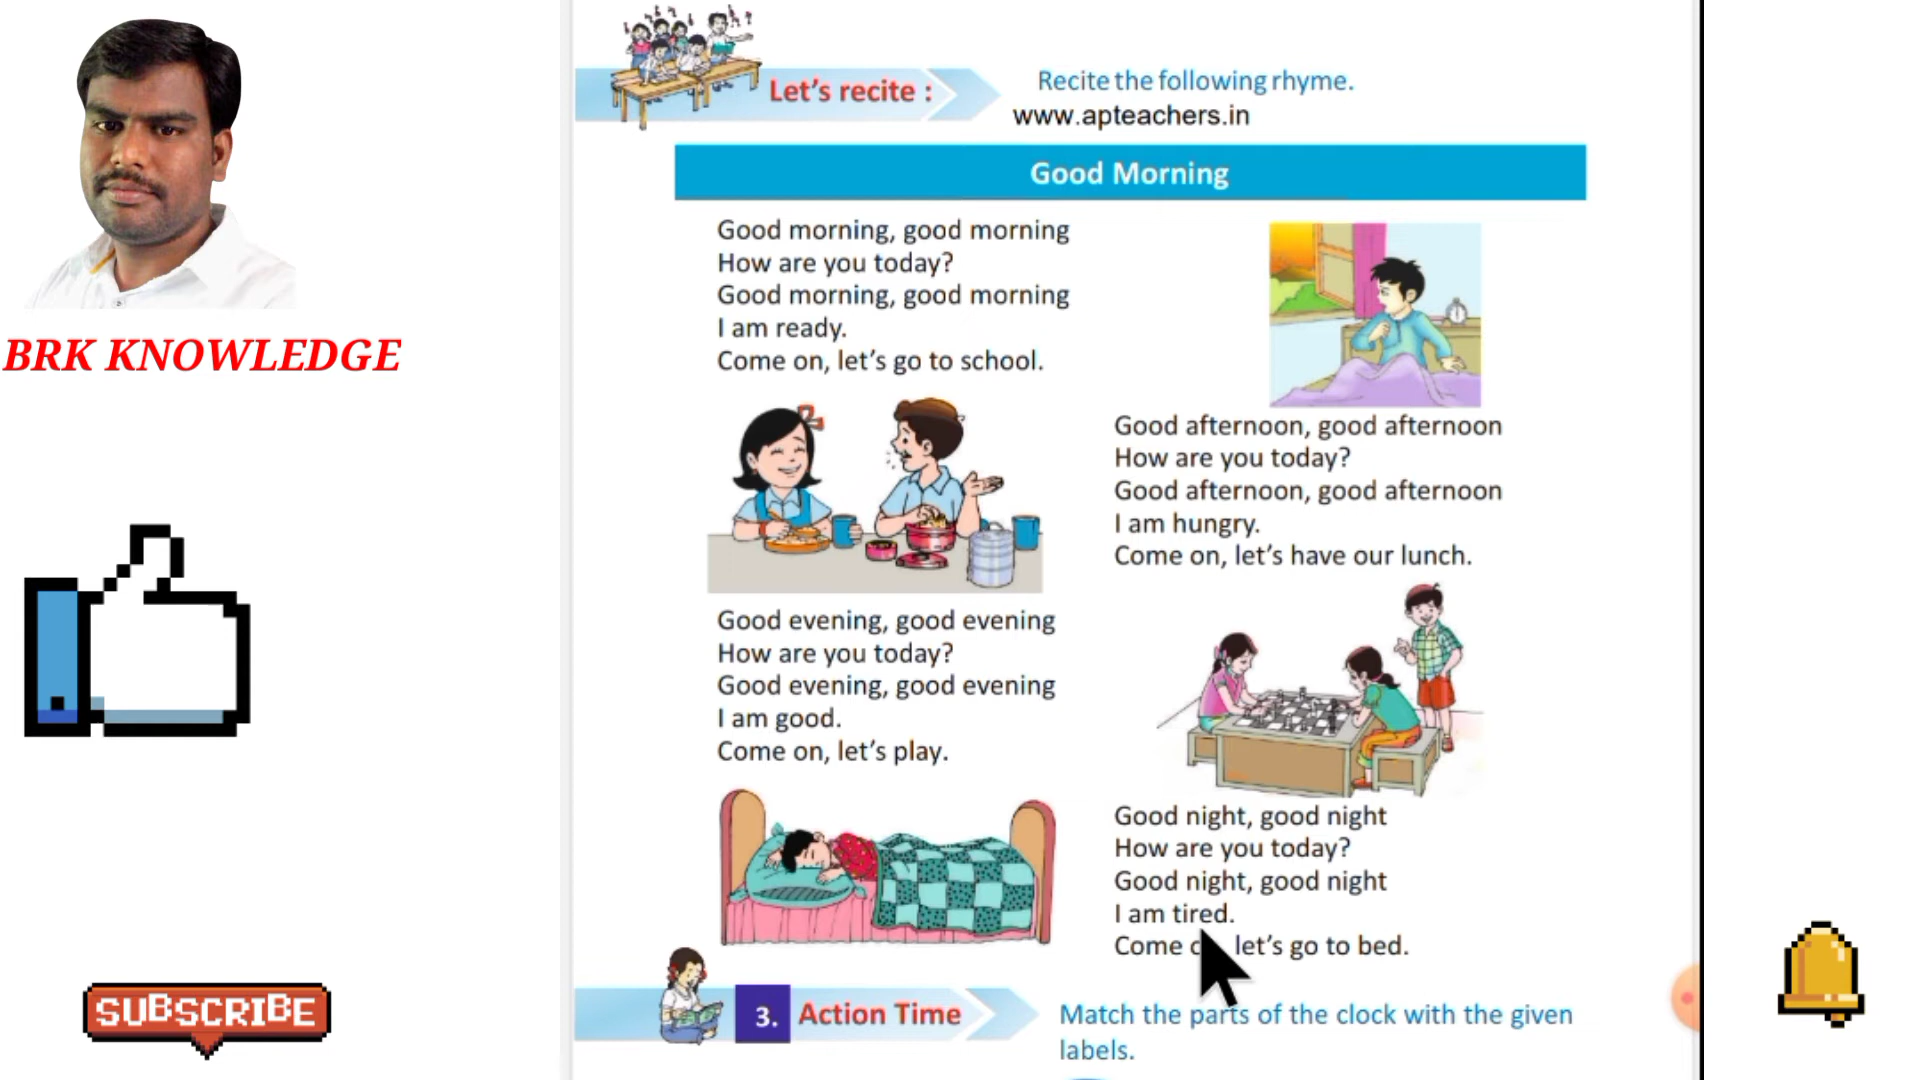 Let's recite :
Recite the following rhyme.
www.apteachers.in
Good Morning
Good morning, good morning
How are you today?
Good morning, good morning
I am ready.
Come on, let's go to school.
Good afternoon, good afternoon
How are you today?
Good afternoon, good afternoon
I am hungry.
Come on, let's have our lunch.
Good evening, good evening
How are you today?
Good evening, good evening
I am good.
Come on, let's play.
Good night, good night
How are you today?
Good night, good night
I am tired.
Come let's go to bed.
3. Action Time
Match the parts of the clock with the given
labels.
BRK KNOWLEDGE
SUBSCRIBE